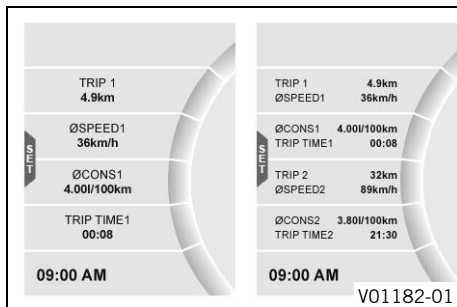 TRIP 1
4.9km
ØSPEED1
36km/h
SET
ØCONS1
4.00l/100km
TRIP TIME1
00:08
09:00 AM
TRIP 1 4.9km
ØSPEED1 36km/h
ØCONS1 4.00l/100km
TRIP TIME1 00:08
SET
TRIP 2 32km
ØSPEED2 89km/h
ØCONS2 3.80l/100km
TRIP TIME2 21:30
09:00 AM
V01182-01